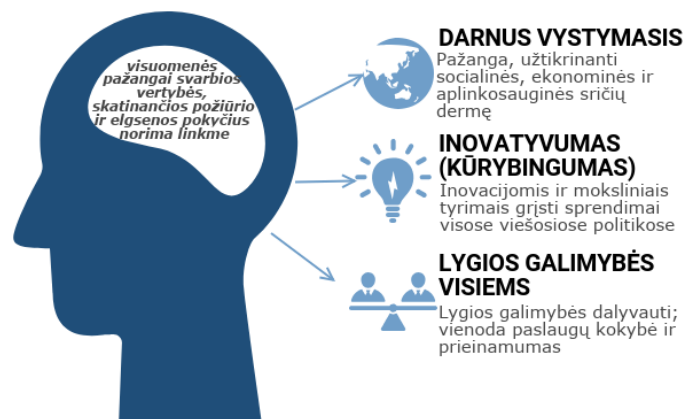 visuomenės
pažangai svarbios
vertybės,
skatinančios požiūrio
ir elgsenos pokyčius
norima linkme
DARNUS VYSTYMASIS
Pažanga, užtikrinanti
socialinės, ekonominės ir
aplinkosauginės sričių
dermę
INOVATYVUMAS
(KŪRYBINGUMAS)
Inovacijomis ir moksliniais
tyrimais grįsti sprendimai
visose viešosiose politikose
LYGIOS GALIMYBĖS
VISIEMS
Lygios galimybės dalyvauti;
vienoda paslaugų kokybė ir
prieinamumas